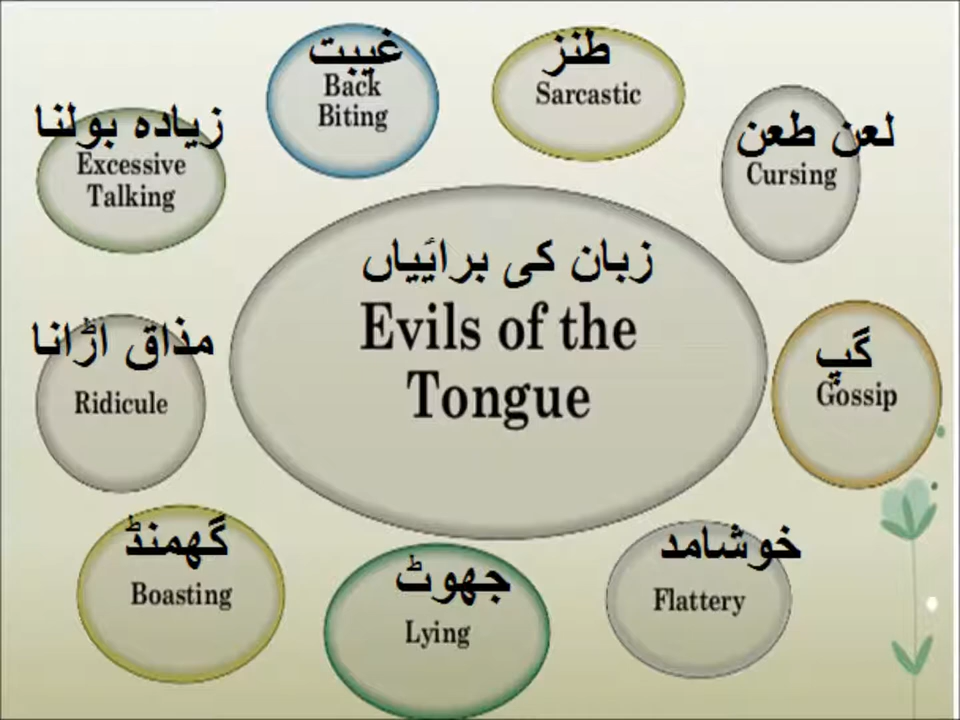 زبان کی برائیاں
Evils of the
Tongue
غیبت
Back
Biting
طنز
Sarcastic
لعن طعن
Cursing
گپ
Gossip
خوشامد
Flattery
جھوٹ
Lying
گھمنڈ
Boasting
مذاق اڑانا
Ridicule
زیادہ بولنا
Excessive
Talking